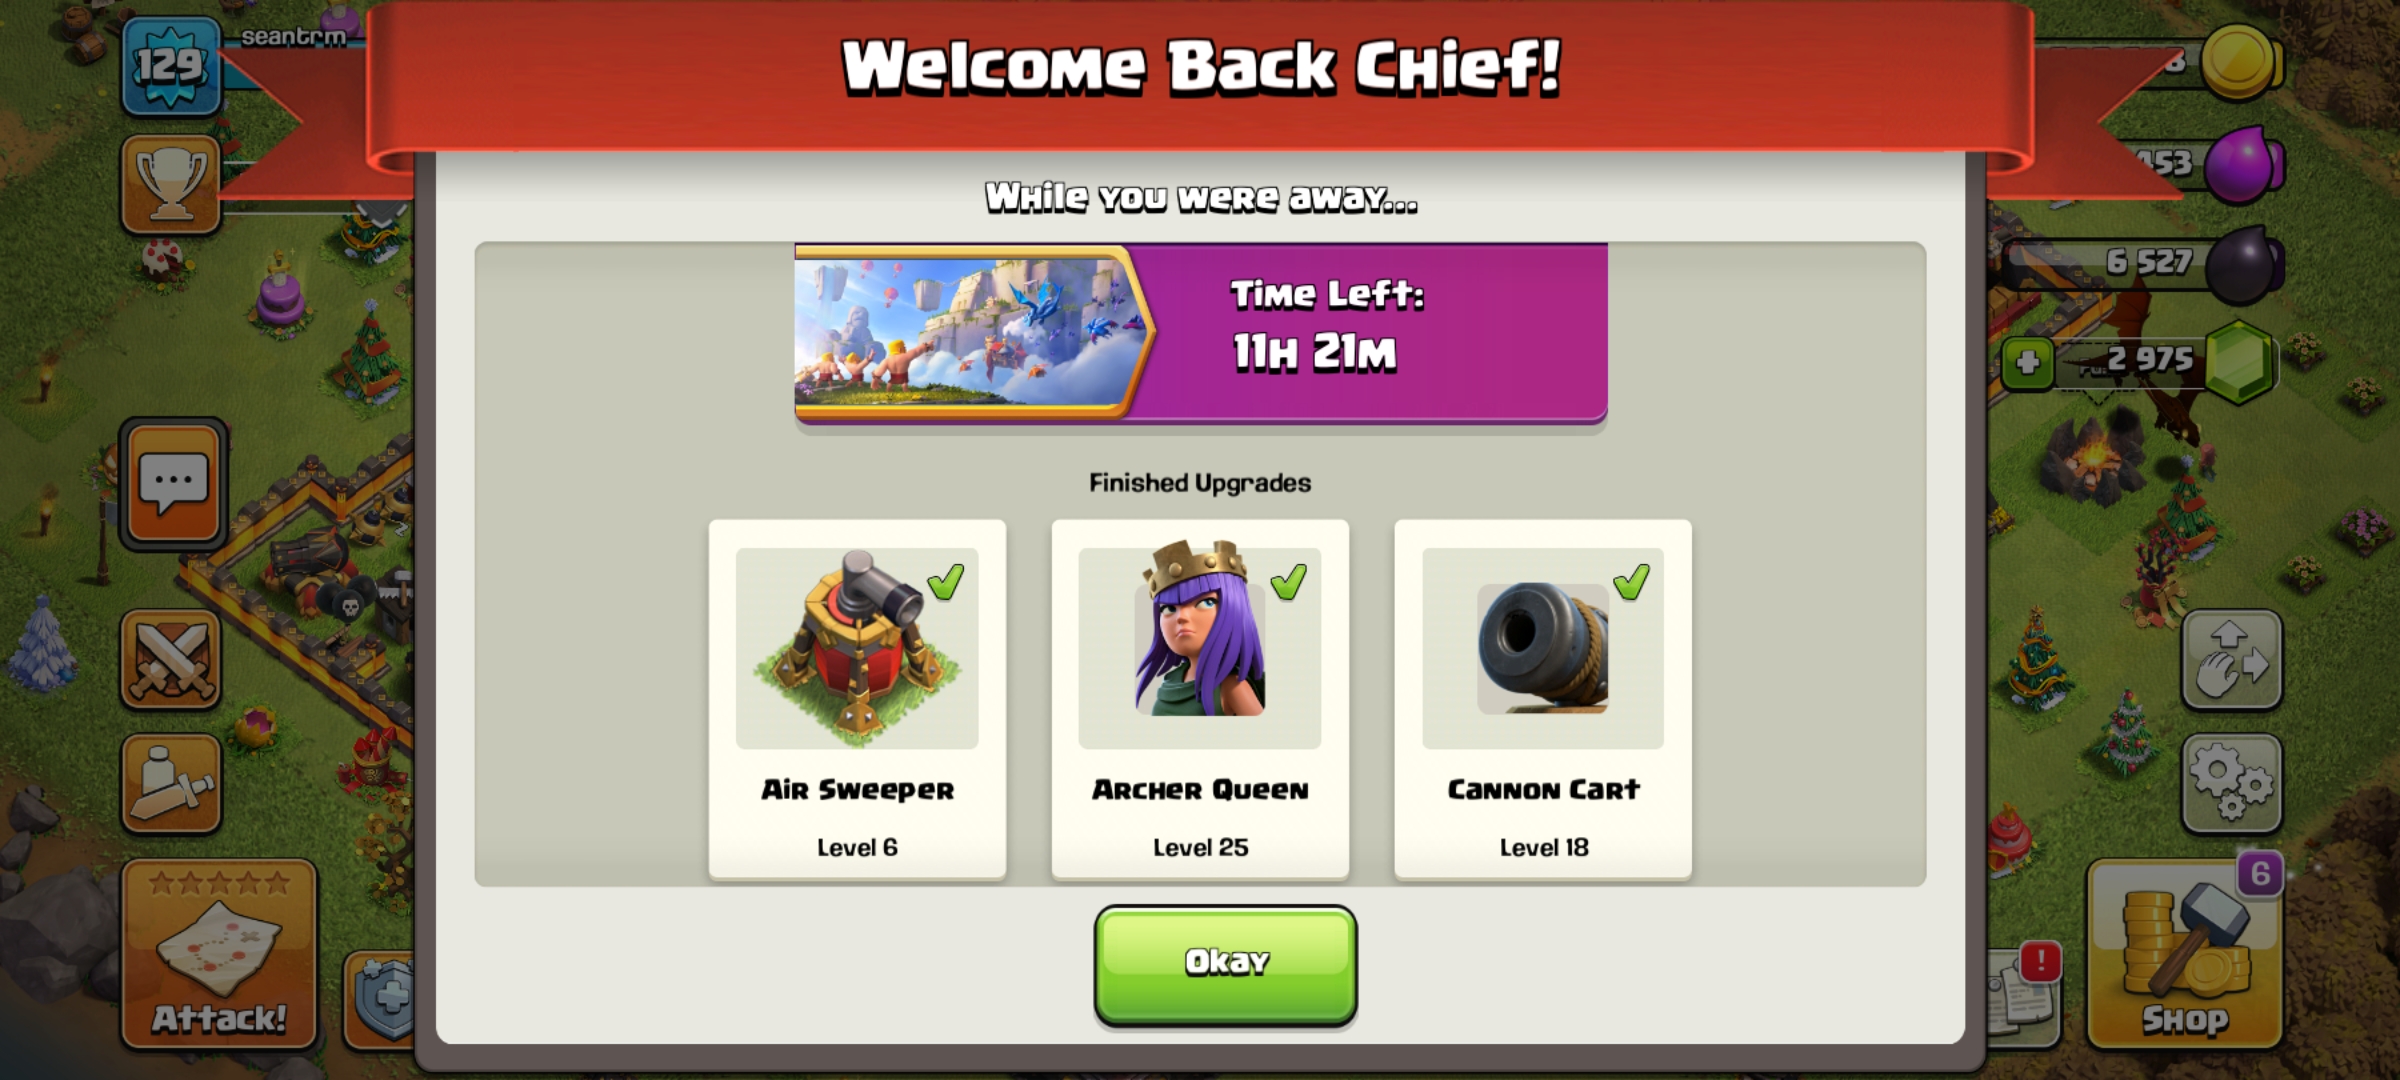 129
seantrm
Welcome Back Chief!
While you were away...
453
6 527
2 975
Time Left:
11H 21M
Finished Upgrades
Air Sweeper
Level 6
Archer Queen
Level 25
Cannon Cart
Level 18
Okay
Attack!
6
!
Shop